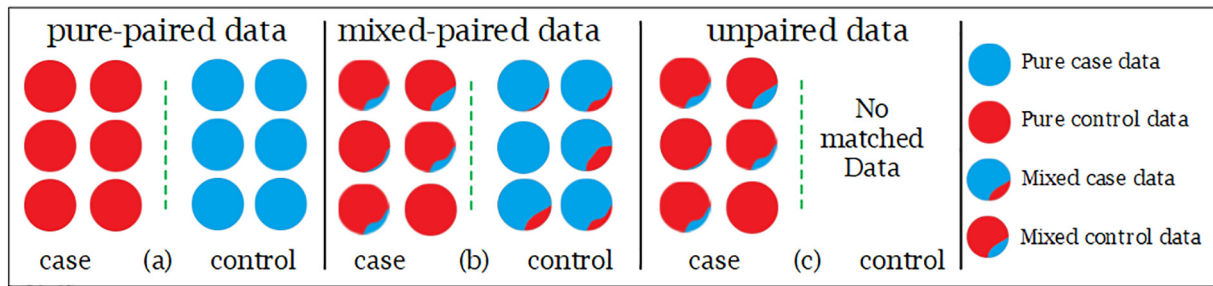 pure-paired data
mixed-paired data
unpaired data
No
matched
Data
case (a) control
case (b) control
case (c) control
Pure case data
Pure control data
Mixed case data
Mixed control data